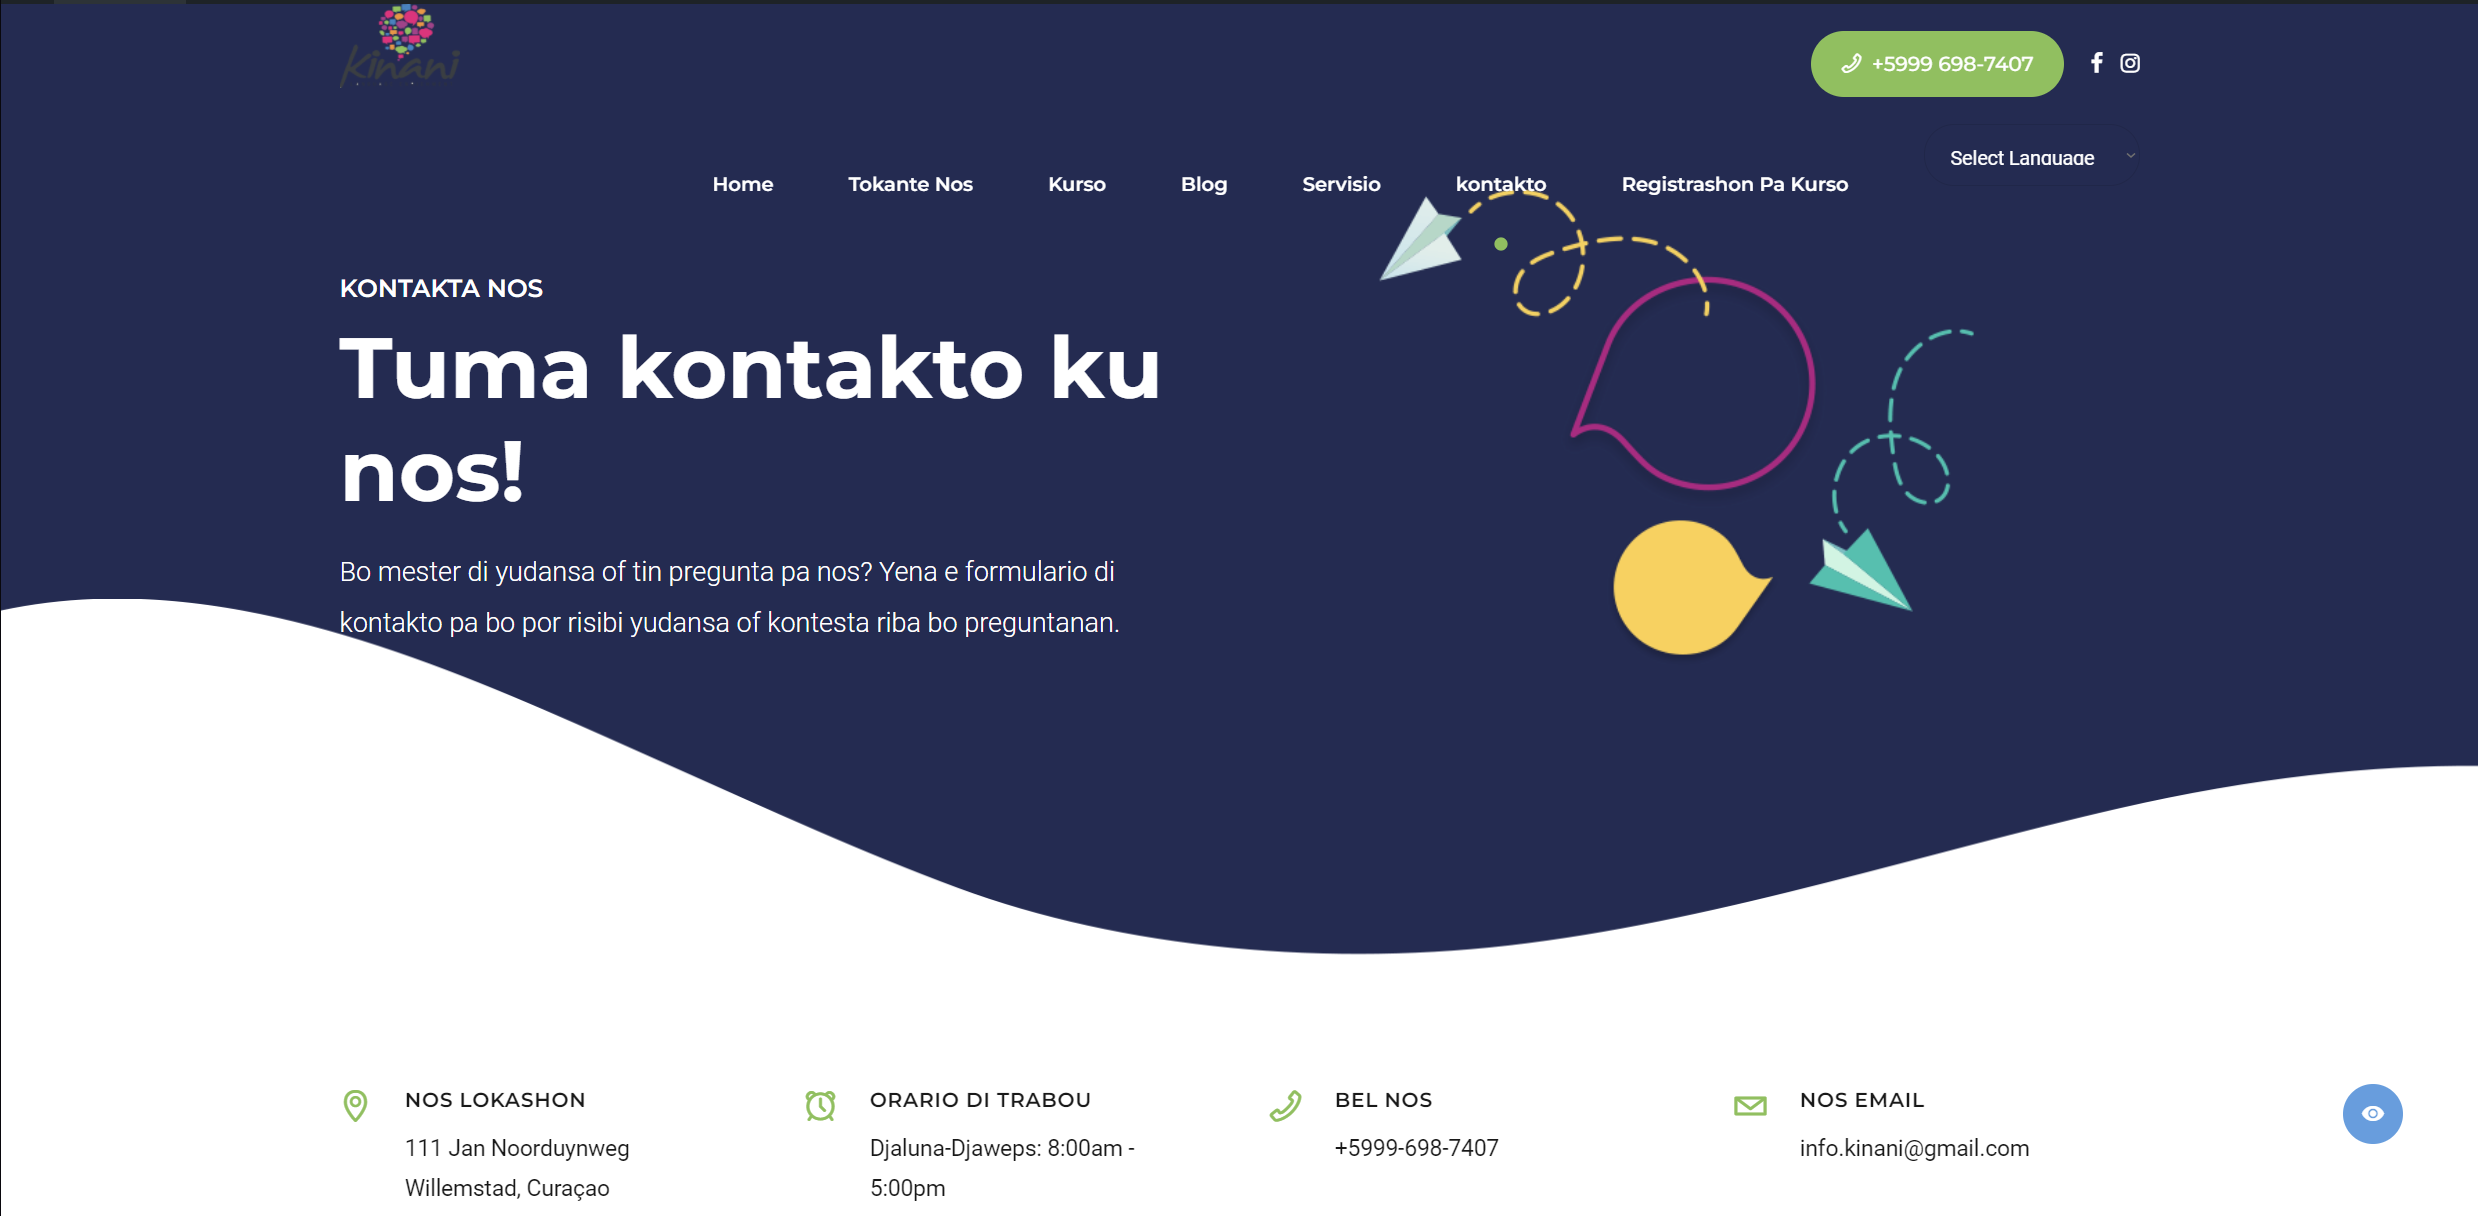 kinani
+5999 698-7407
Select Language
Home
Tokante Nos
Kurso
Blog
Servisio
kontakto
Registrashon Pa Kurso
KONTAKTA NOS
Tuma kontakto ku
nos!
Bo mester di yudansa of tin pregunta pa nos? Yena e formulario di
kontakto pa bo por risibi yudansa of kontesta riba bo preguntanan.
NOS LOKASHON
111 Jan Noorduynweg
Willemstad, Curaçao
ORARIO DI TRABOU
Djaluna-Djaweps: 8:00am -
5:00pm
BEL NOS
+5999-698-7407
NOS EMAIL
info.kinani@gmail.com